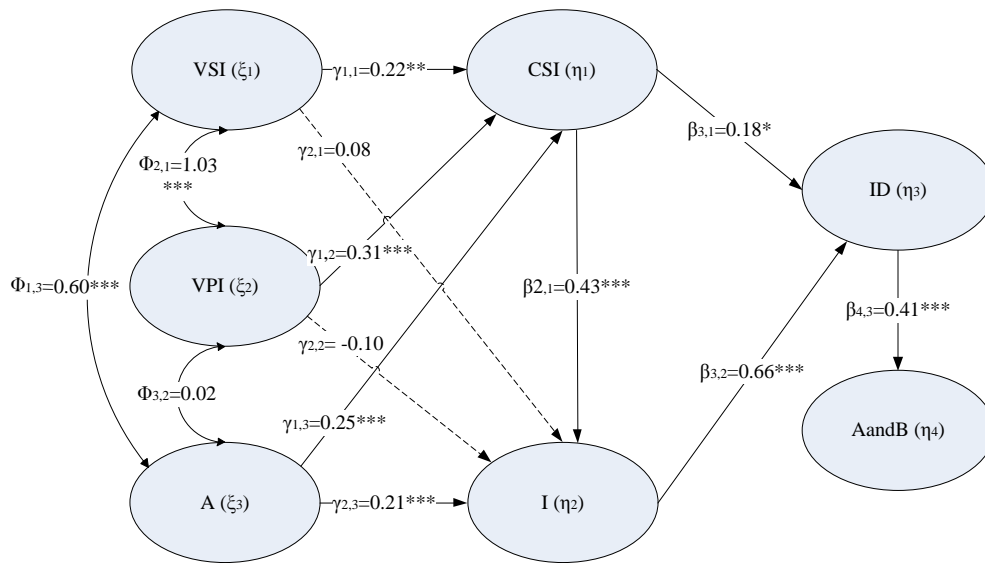 VSI (ξ1)
γ1,1=0.22**
CSI (η1)
β3,1=0.18*
γ2,1=0.08
Φ2,1=1.03
***
ID (η3)
γ1,2=0.31***
VPI (ξ2)
Φ1,3=0.60***
β2,1=0.43***
β4,3=0.41***
γ2,2= -0.10
β3,2=0.66***
Φ3,2=0.02
γ1,3=0.25***
AandB (η4)
A (ξ3)
γ2,3=0.21***
I (η2)